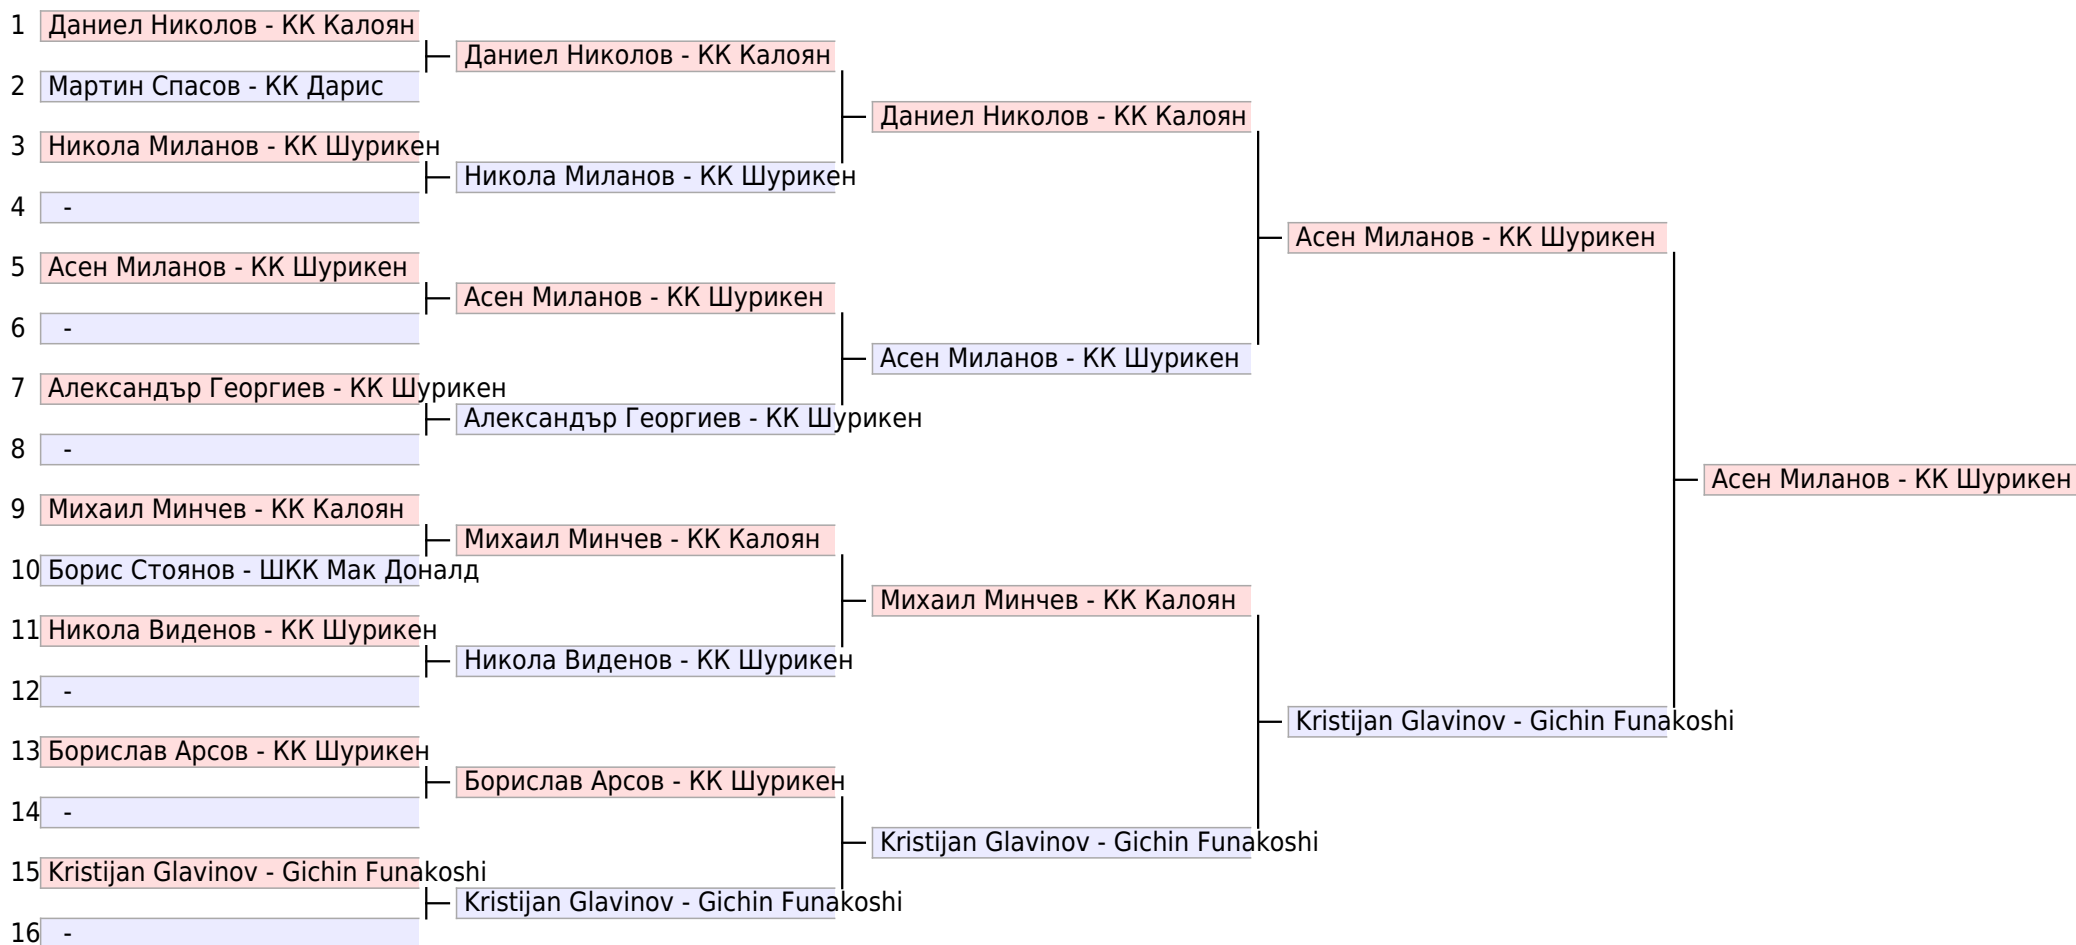 1 Даниел Николов - КК Калоян
Даниел Николов - КК Калоян
2 Мартин Спасов - КК Дарис
Даниел Николов - КК Калоян
3 Никола Миланов - КК Шурикен
Никола Миланов - КК Шурикен
4 -
Асен Миланов - КК Шурикен
5 Асен Миланов - КК Шурикен
Асен Миланов - КК Шурикен
6 -
Асен Миланов - КК Шурикен
7 Александър Георгиев - КК Шурикен
Александър Георгиев - КК Шурикен
8 -
Асен Миланов - КК Шурикен
9 Михаил Минчев - КК Калоян
Михаил Минчев - КК Калоян
10 Борис Стоянов - ШКК Мак Доналд
Михаил Минчев - КК Калоян
11 Никола Виденов - КК Шурикен
Никола Виденов - КК Шурикен
12 -
Kristijan Glavinov - Gichin Funakoshi
13 Борислав Арсов - КК Шурикен
Борислав Арсов - КК Шурикен
14 -
Kristijan Glavinov - Gichin Funakoshi
15 Kristijan Glavinov - Gichin Funakoshi
Kristijan Glavinov - Gichin Funakoshi
16 -